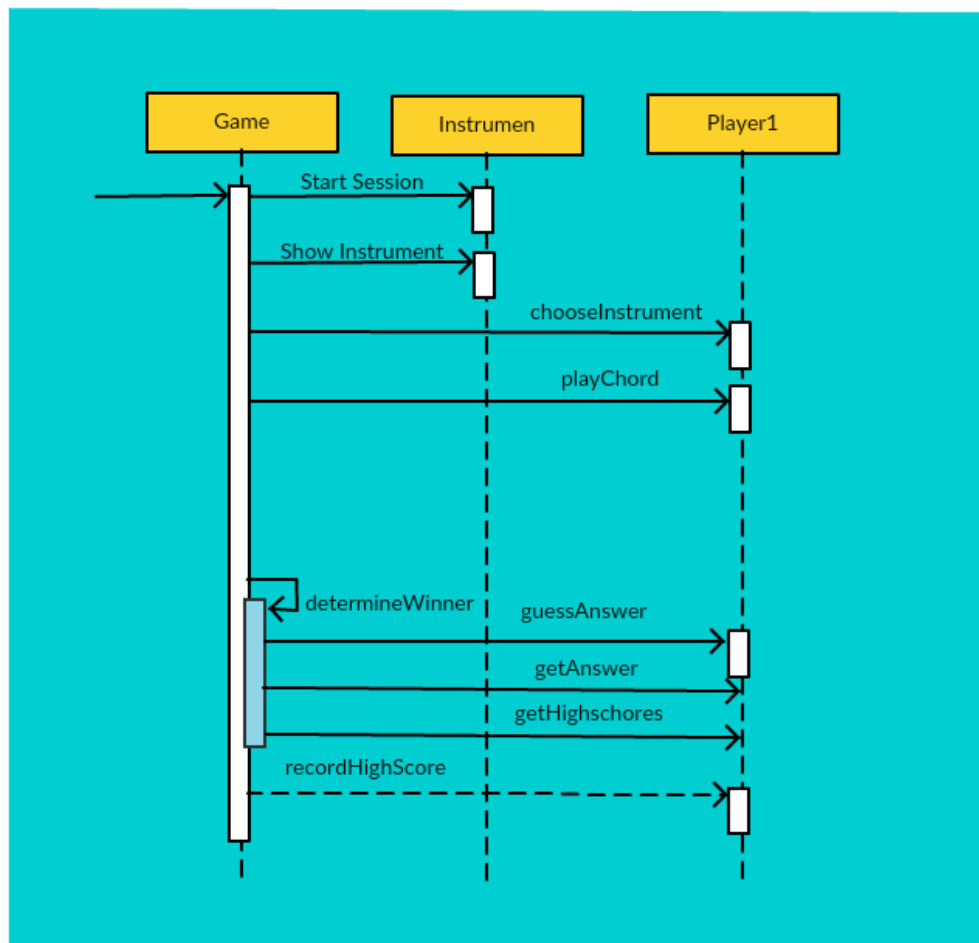 Game
Instrumen
Player1
Start Session
Show Instrument
chooseInstrument
playChord
determineWinner
guessAnswer
getAnswer
getHighschores
recordHighScore